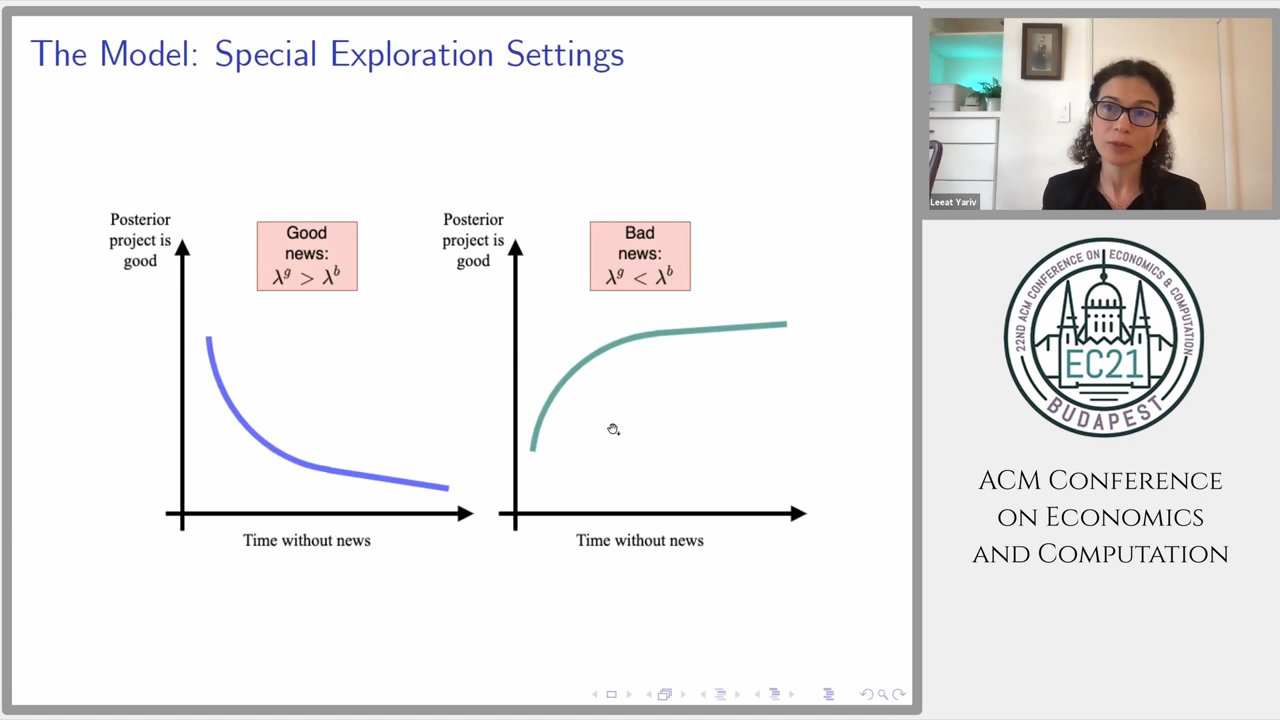 The Model: Special Exploration Settings
Posterior
project is
good
Good
news:
λ^g > λ^b
Time without news
Posterior
project is
good
Bad
news:
λ^g < λ^b
Time without news
Leeat Yariv
22ND ACM CONFERENCE ON ECONOMICS & COMPUTATION
EC21
BUDAPEST
ACM Conference
on Economics
and Computation